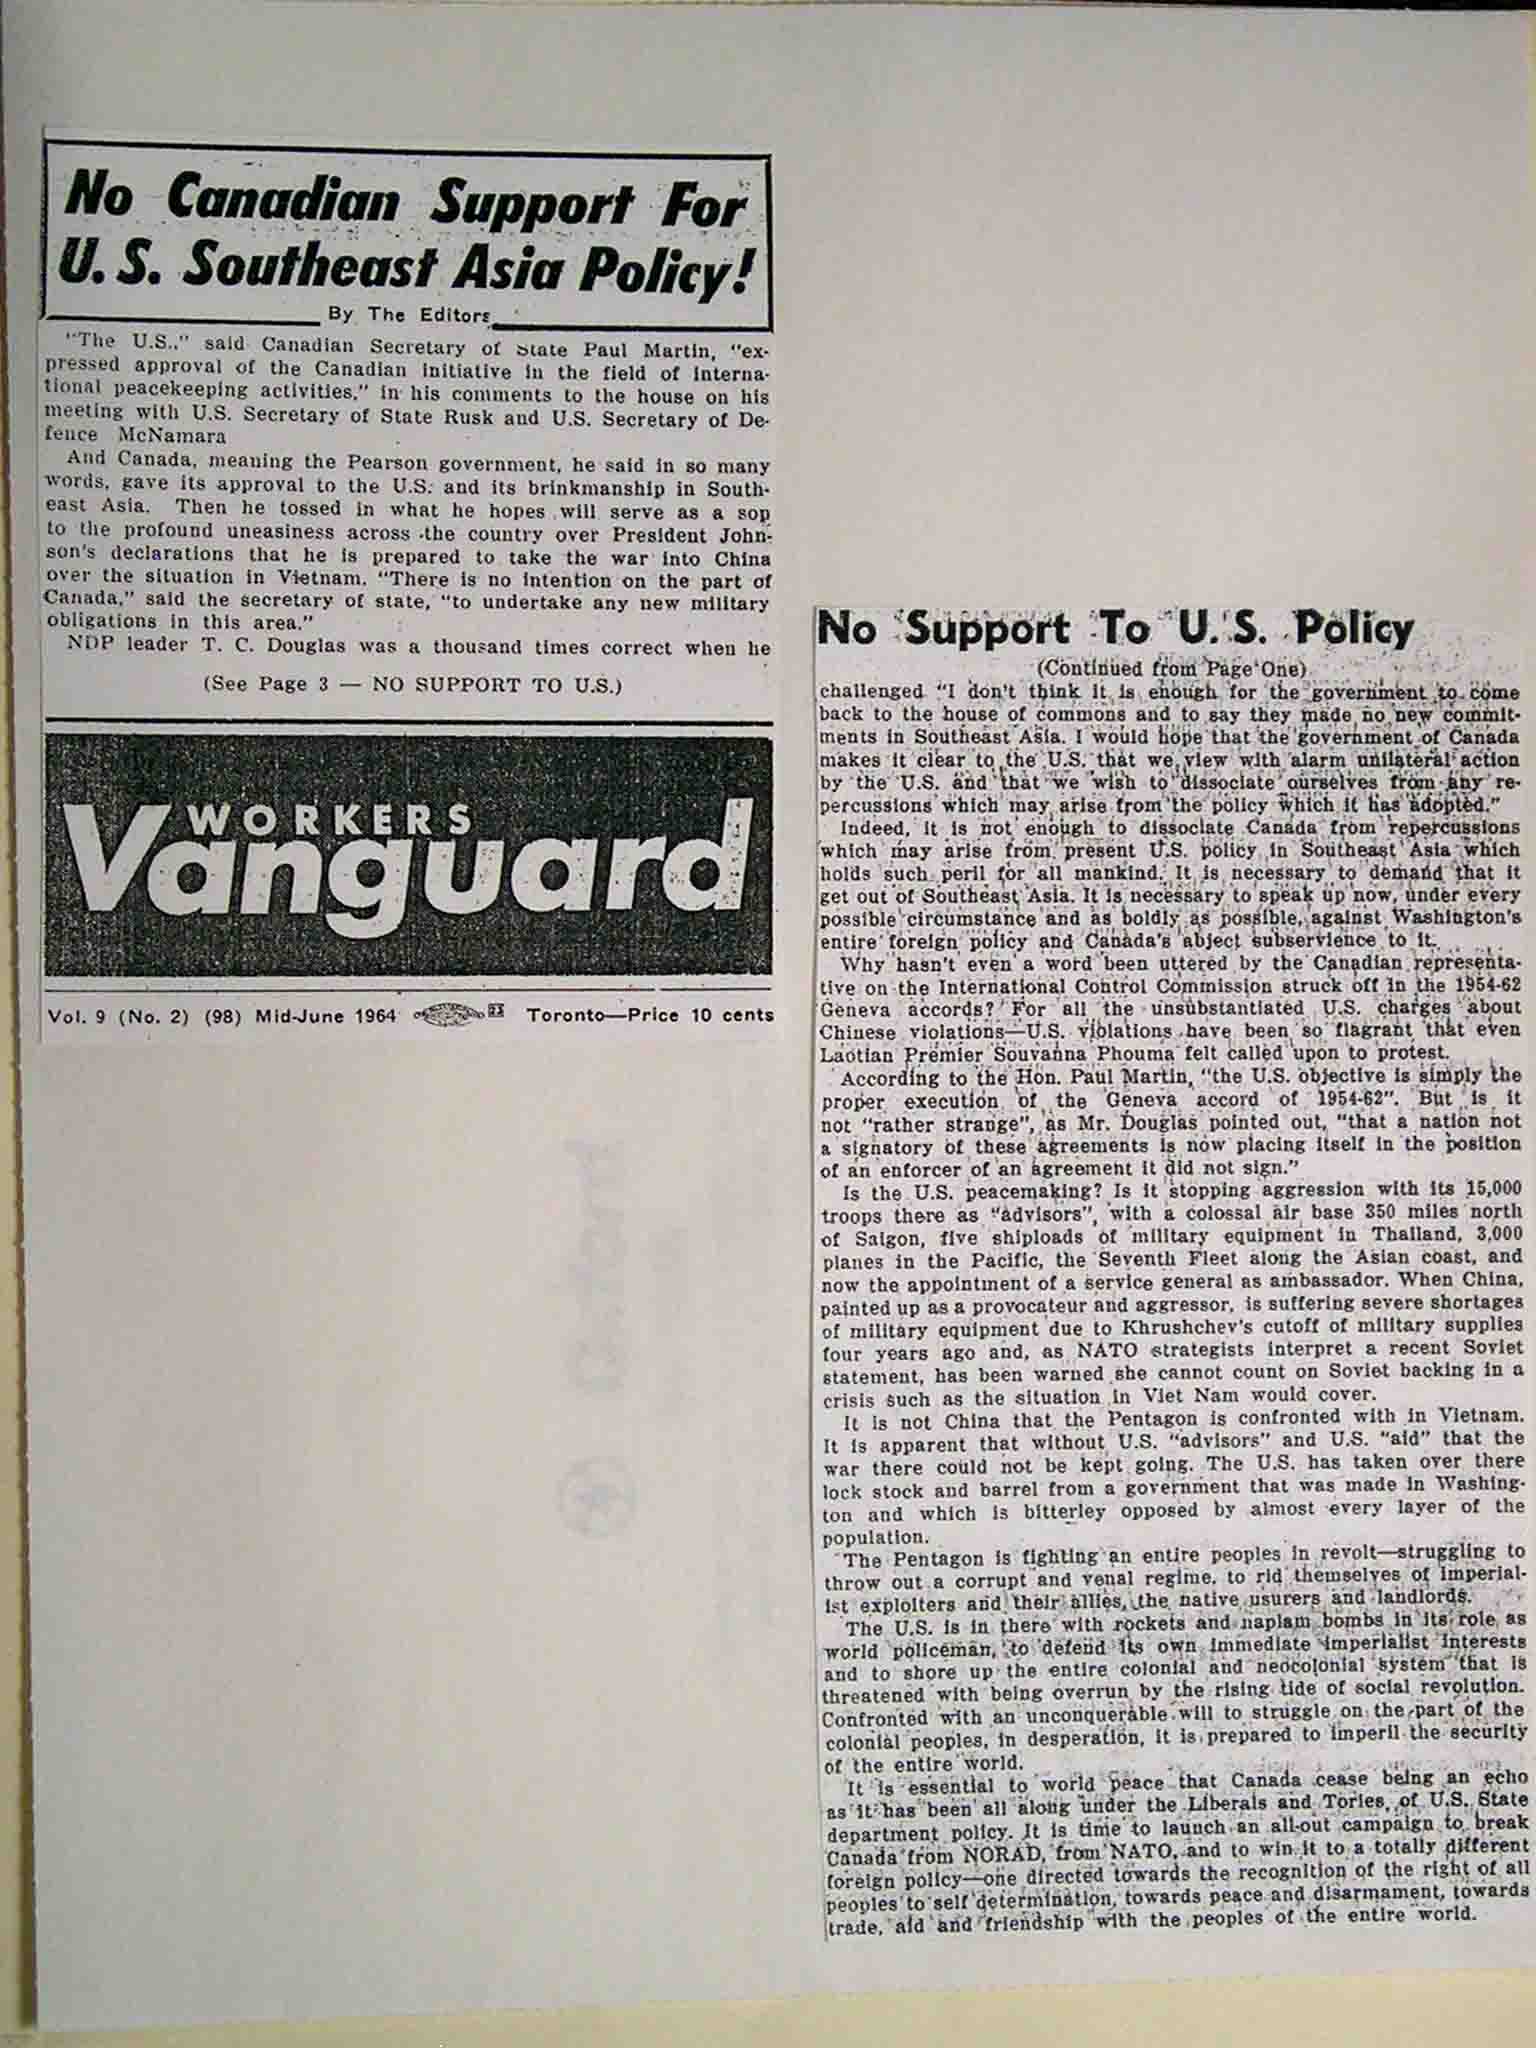 No Canadian Support For
U. S. Southeast Asia Policy!
By The Editors
"The U.S.," said Canadian Secretary of State Paul Martin, "ex-
pressed approval of the Canadian initiative in the field of interna-
tional peacekeeping activities," in his comments to the house on his
meeting with U.S. Secretary of State Rusk and U.S. Secretary of De-
fence McNamara
And Canada, meaning the Pearson government, he said in so many
words, gave its approval to the U.S. and its brinkmanship in South-
east Asia. Then he tossed in what he hopes will serve as a sop
to the profound uneasiness across the country over President John-
son's declarations that he is prepared to take the war into China
over the situation in Vietnam. "There is no intention on the part of
Canada," said the secretary of state, "to undertake any new military
obligations in this area."
NDP leader T. C. Douglas was a thousand times correct when he
(See Page 3 — NO SUPPORT TO U.S.)
WORKERS
Vanguard
Vol. 9 (No. 2) (98) Mid-June 1964 Toronto—Price 10 cents
No Support To U. S. Policy
(Continued from Page One)
challenged "I don't think it is enough for the government to come
back to the house of commons and to say they made no new commit-
ments in Southeast Asia. I would hope that the government of Canada
makes it clear to the U.S. that we view with alarm unilateral action
by the U.S. and that we wish to dissociate ourselves from any re-
percussions which may arise from the policy which it has adopted."
Indeed, it is not enough to dissociate Canada from repercussions
which may arise from present U.S. policy in Southeast Asia which
holds such peril for all mankind. It is necessary to demand that it
get out of Southeast Asia. It is necessary to speak up now, under every
possible circumstance and as boldly as possible, against Washington's
entire foreign policy and Canada's abject subservience to it.
Why hasn't even a word been uttered by the Canadian representa-
tive on the International Control Commission struck off in the 1954-62
Geneva accords? For all the unsubstantiated U.S. charges about
Chinese violations—U.S. violations have been so flagrant that even
Laotian Premier Souvanna Phouma felt called upon to protest.
According to the Hon. Paul Martin, "the U.S. objective is simply the
proper execution of the Geneva accord of 1954-62". But is it
not "rather strange", as Mr. Douglas pointed out, "that a nation not
a signatory of these agreements is now placing itself in the position
of an enforcer of an agreement it did not sign."
Is the U.S. peacemaking? Is it stopping aggression with its 15,000
troops there as "advisors", with a colossal air base 350 miles north
of Saigon, five shiploads of military equipment in Thailand, 3,000
planes in the Pacific, the Seventh Fleet along the Asian coast, and
now the appointment of a service general as ambassador. When China,
painted up as a provocateur and aggressor, is suffering severe shortages
of military equipment due to Khrushchev's cutoff of military supplies
four years ago and, as NATO strategists interpret a recent Soviet
statement, has been warned she cannot count on Soviet backing in a
crisis such as the situation in Viet Nam would cover.
It is not China that the Pentagon is confronted with in Vietnam.
It is apparent that without U.S. "advisors" and U.S. "aid" that the
war there could not be kept going. The U.S. has taken over there
lock stock and barrel from a government that was made in Washing-
ton and which is bitterley opposed by almost every layer of the
population.
The Pentagon is fighting an entire peoples in revolt—struggling to
throw out a corrupt and venal regime, to rid themselves of imperial-
ist exploiters and their allies, the native usurers and landlords.
The U.S. is in there with rockets and naplam bombs in its role as
world policeman, to defend its own immediate imperialist interests
and to shore up the entire colonial and neocolonial system that is
threatened with being overrun by the rising tide of social revolution.
Confronted with an unconquerable will to struggle on the part of the
colonial peoples, in desperation, it is prepared to imperil the security
of the entire world.
It is essential to world peace that Canada cease being an echo
as it has been all along under the Liberals and Tories, of U.S. State
department policy. It is time to launch an all-out campaign to break
Canada from NORAD, from NATO, and to win it to a totally different
foreign policy—one directed towards the recognition of the right of all
peoples to self determination, towards peace and disarmament, towards
trade, aid and friendship with the peoples of the entire world.